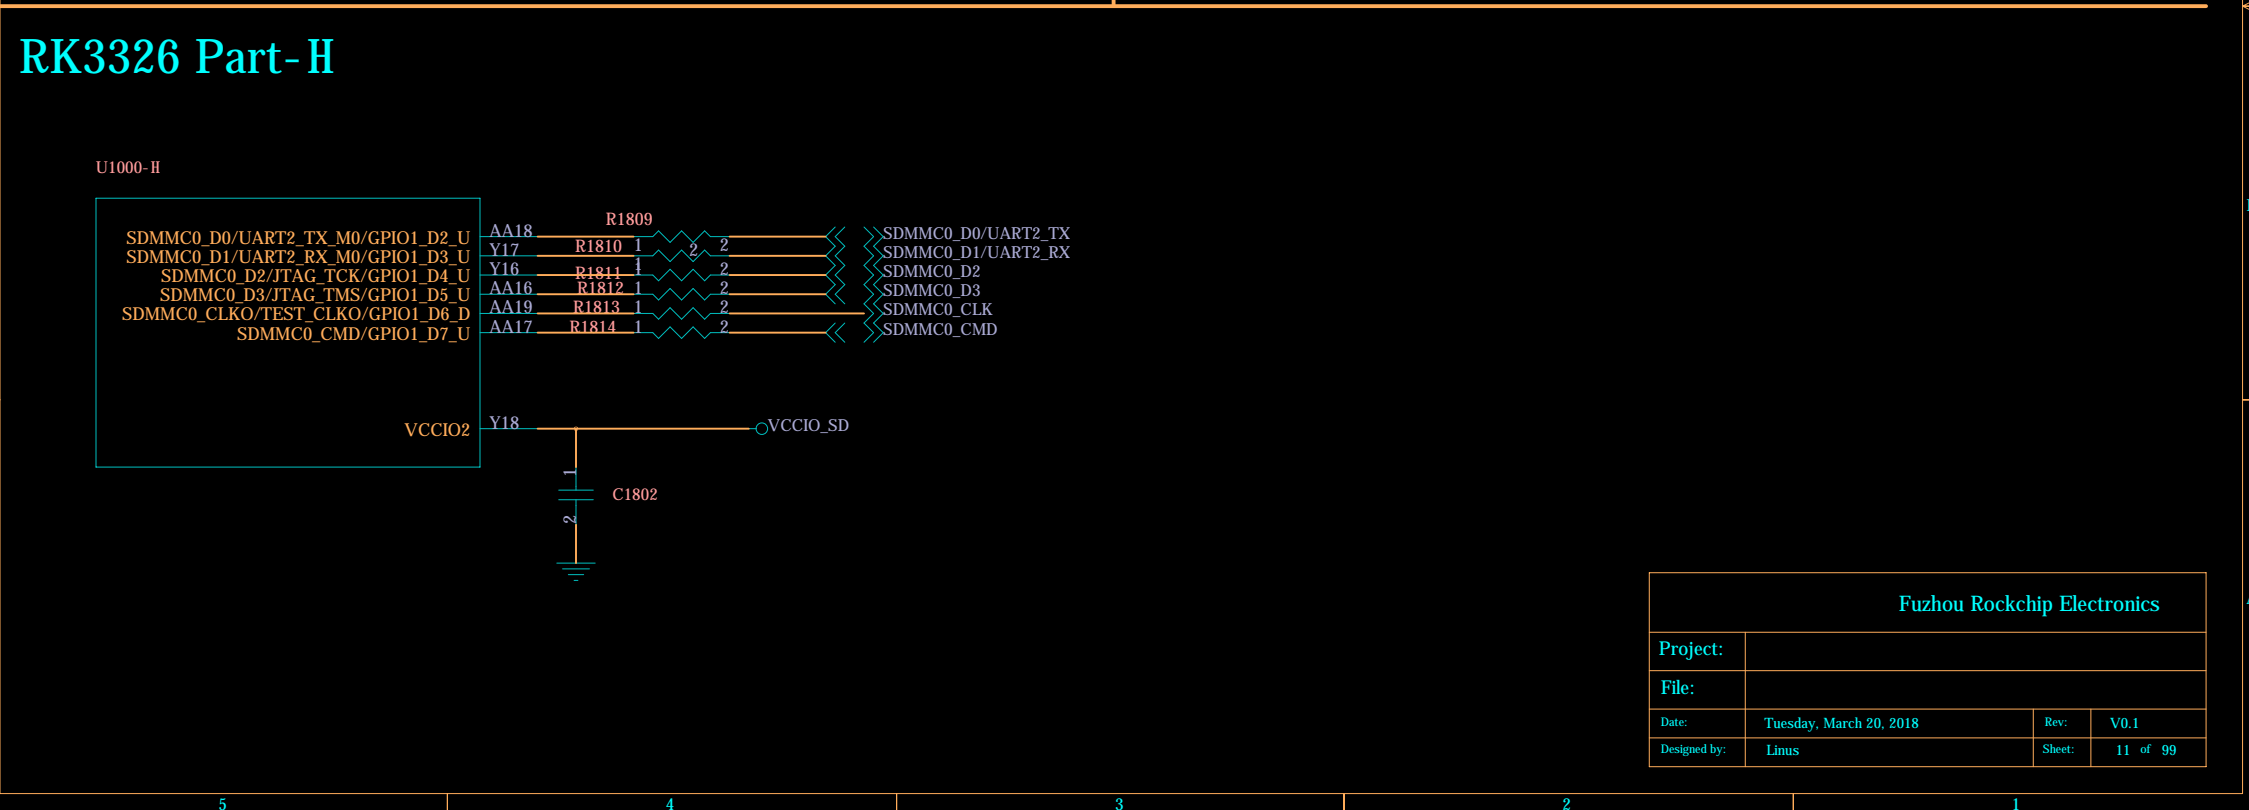 RK3326 Part-H
U1000-H
SDMMC0_D0/UART2_TX_M0/GPIO1_D2_U AA18 R1809 SDMMC0_D0/UART2_TX
SDMMC0_D1/UART2_RX_M0/GPIO1_D3_U Y17 R1810 1 2 2 SDMMC0_D1/UART2_RX
SDMMC0_D2/JTAG_TCK/GPIO1_D4_U Y16 R1811 1 2 SDMMC0_D2
SDMMC0_D3/JTAG_TMS/GPIO1_D5_U AA16 R1812 1 2 SDMMC0_D3
SDMMC0_CLKO/TEST_CLKO/GPIO1_D6_D AA19 R1813 1 2 SDMMC0_CLK
SDMMC0_CMD/GPIO1_D7_U AA17 R1814 1 2 SDMMC0_CMD
VCCIO2 Y18 VCCIO_SD
1
C1802
2
Fuzhou Rockchip Electronics
Project:
File:
Date: Tuesday, March 20, 2018 Rev: V0.1
Designed by: Linus Sheet: 11 of 99
5 4 3 2 1